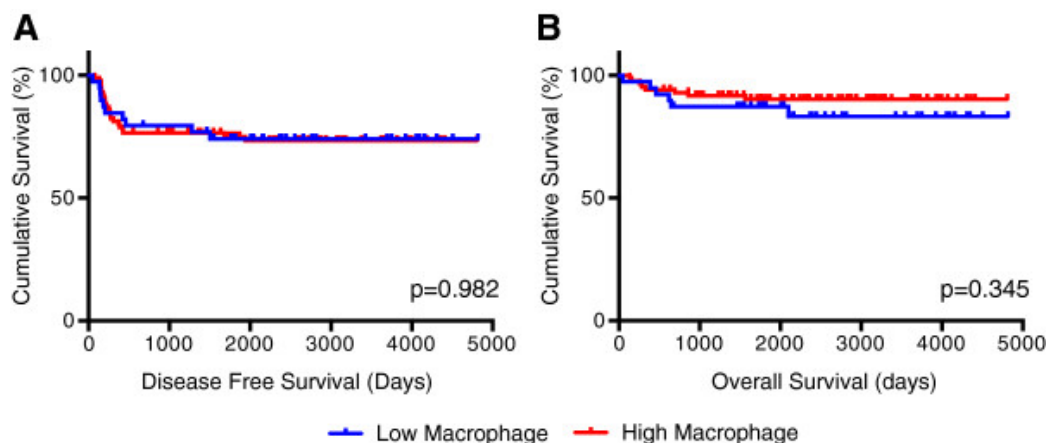 A
B
Cumulative Survival (%)
100
50
0
p=0.982
0 1000 2000 3000 4000 5000
Disease Free Survival (Days)
Cumulative Survival (%)
100
50
0
p=0.345
0 1000 2000 3000 4000 5000
Overall Survival (days)
Low Macrophage
High Macrophage